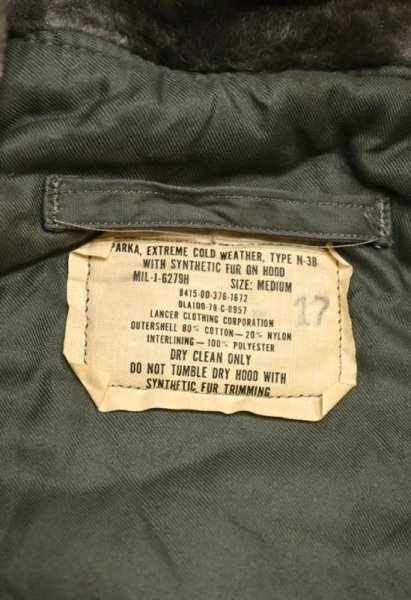 PARKA, EXTREME COLD WEATHER, TYPE N-3B
WITH SYNTHETIC FUR ON HOOD
MIL-J-6279H SIZE: MEDIUM
8415-00-376-1672
DLA100-78-C-0957
LANCER CLOTHING CORPORATION
17
OUTERSHELL 80% COTTON-20% NYLON
INTERLINING-100% POLYESTER
DRY CLEAN ONLY
DO NOT TUMBLE DRY HOOD WITH
SYNTHETIC FUR TRIMMING